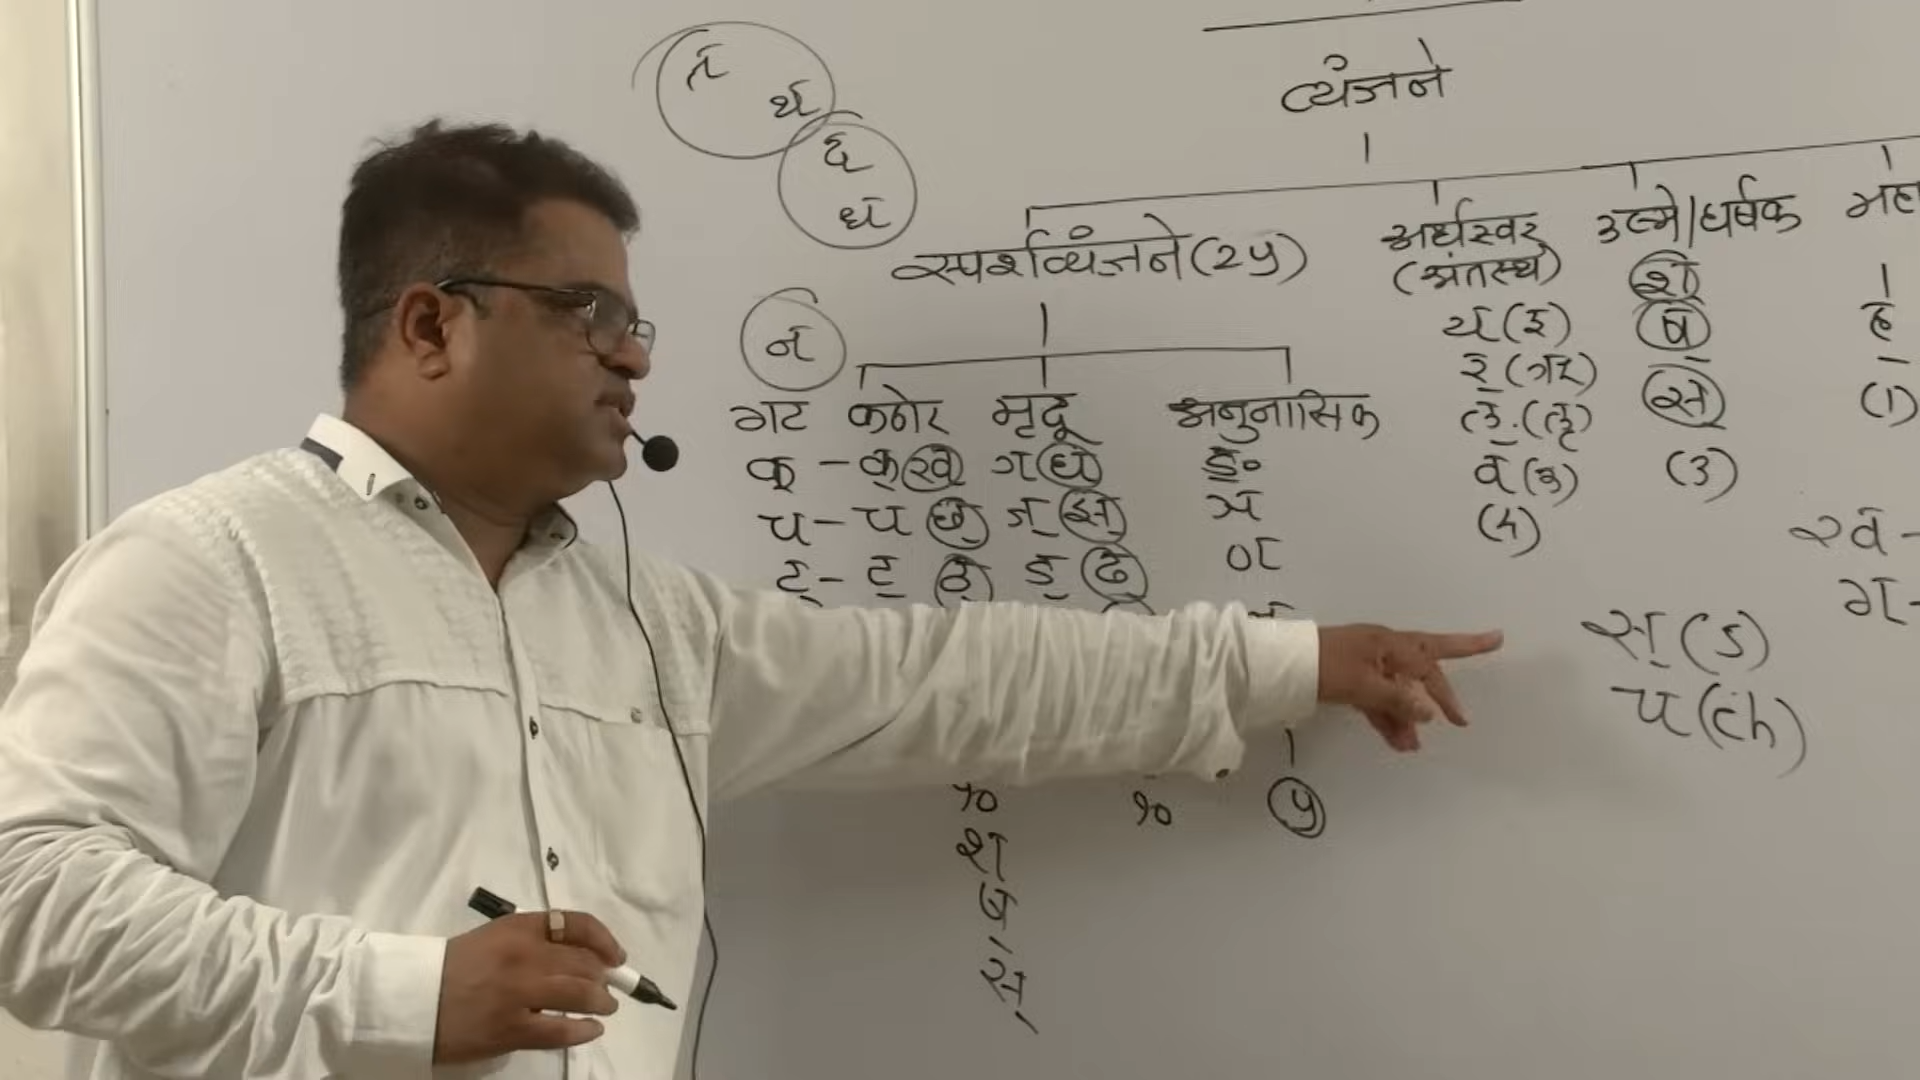 त्
थ्
द्
ध्
व्यंजने
स्पर्शव्यंजने (२५)
अर्धस्वर
(अंतस्थ)
उष्मे/घर्षक
न्
गट कठोर मृदू अनुनासिक
क् – क् ख् ग् घ् ङ्
च – च छ् ज् झ् ञ
ट् – ट् ठ् ड् ढ् ण्
य् (इ)
र् (ऋ)
ल् (लृ)
व् (उ)
(४)
श्
ष्
स्
(३)
ह्
(१)
ख् -
ग् -
स् (S)
च (ch)
१०
१०
५
श्
ष्
स्